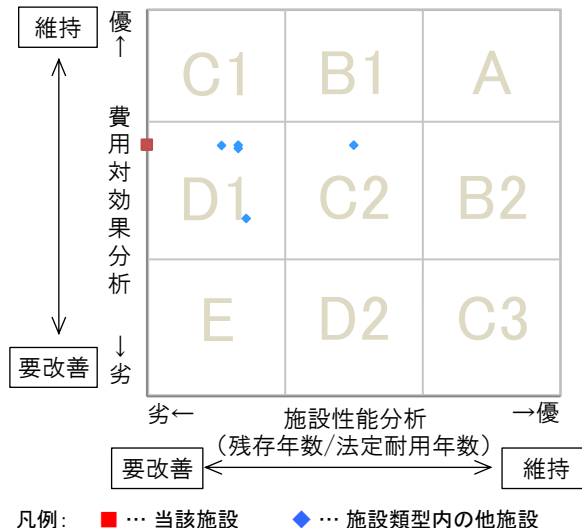 維持
優
↑
費用対効果分析
↓
劣
要改善
C1
B1
A
D1
C2
B2
E
D2
C3
劣←
施設性能分析
→優
（残存年数/法定耐用年数）
要改善
維持
凡例： ■ … 当該施設 ◆ … 施設類型内の他施設